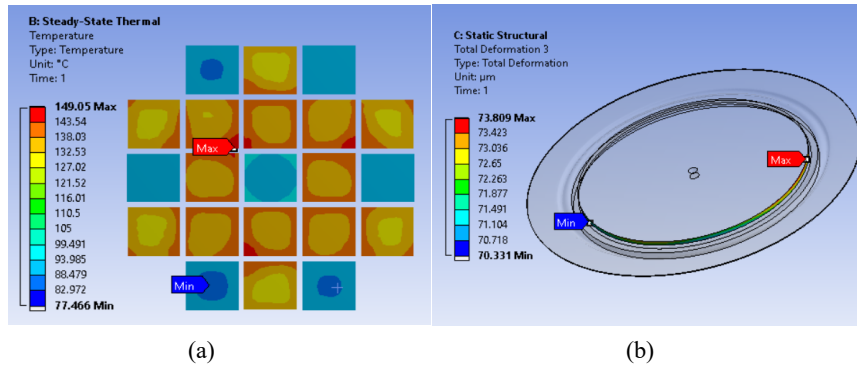 B: Steady-State Thermal
Temperature
Type: Temperature
Unit: °C
Time: 1
149.05 Max
143.54
138.03
132.53
127.02
121.52
116.01
110.5
105
99.491
93.985
88.479
82.972
77.466 Min
Max
Min
(a)
C: Static Structural
Total Deformation 3
Type: Total Deformation
Unit: µm
Time: 1
73.809 Max
73.423
73.036
72.65
72.263
71.877
71.491
71.104
70.718
70.331 Min
Max
Min
(b)